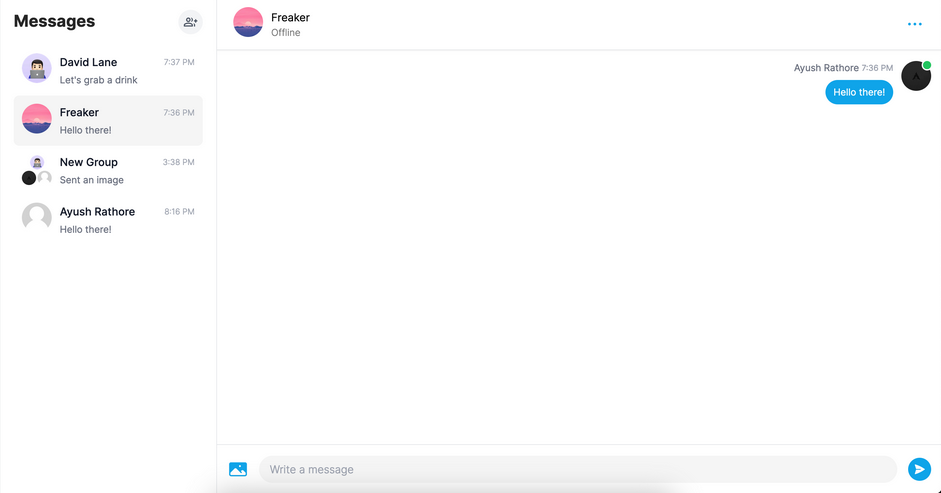 Messages
David Lane 7:37 PM
Let's grab a drink
Freaker 7:36 PM
Hello there!
New Group 3:38 PM
Sent an image
Ayush Rathore 8:16 PM
Hello there!
Freaker
Offline
Ayush Rathore 7:36 PM
A
Hello there!
Write a message